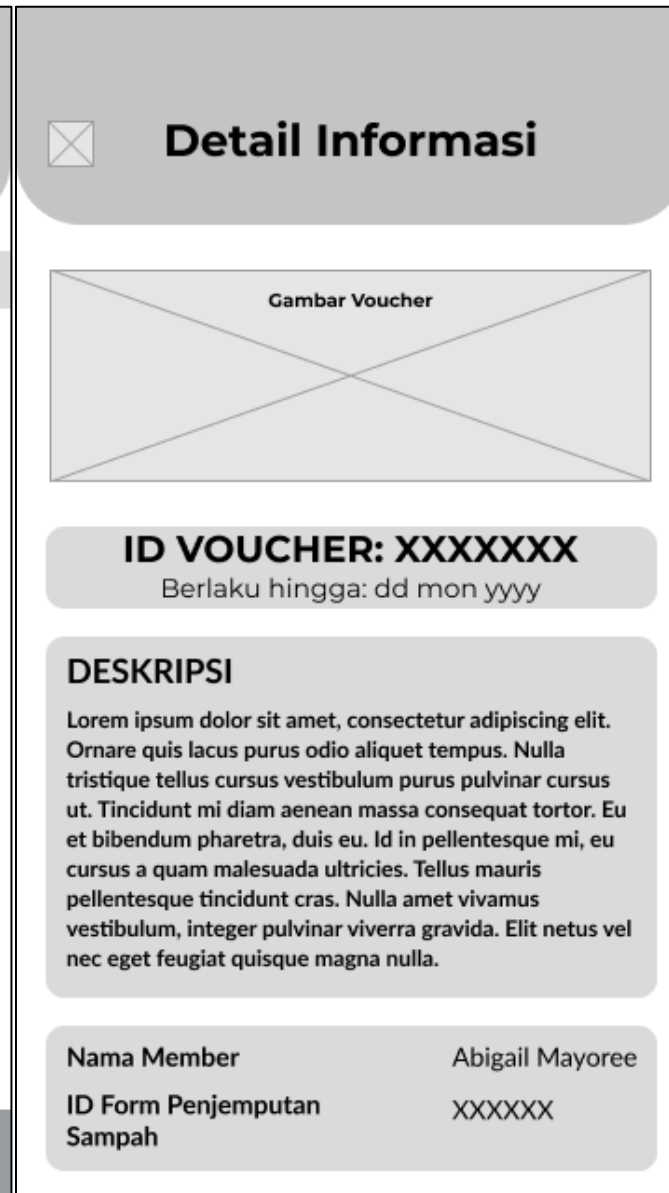 Detail Informasi
Gambar Voucher
ID VOUCHER: XXXXXXX
Berlaku hingga: dd mon yyyy
DESKRIPSI
Lorem ipsum dolor sit amet, consectetur adipiscing elit.
Ornare quis lacus purus odio aliquet tempus. Nulla
tristique tellus cursus vestibulum purus pulvinar cursus
ut. Tincidunt mi diam aenean massa consequat tortor. Eu
et bibendum pharetra, duis eu. Id in pellentesque mi, eu
cursus a quam malesuada ultricies. Tellus mauris
pellentesque tincidunt cras. Nulla amet vivamus
vestibulum, integer pulvinar viverra gravida. Elit netus vel
nec eget feugiat quisque magna nulla.
Nama Member Abigail Mayoree
ID Form Penjemputan XXXXXX
Sampah